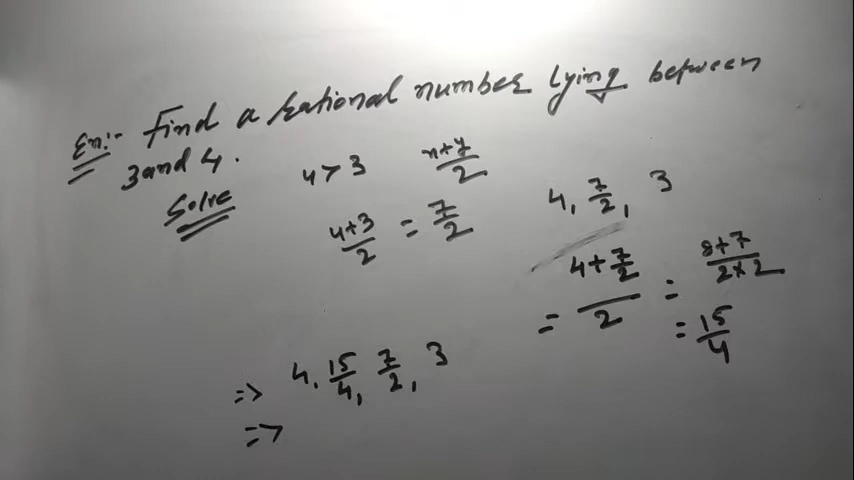 Ex:- Find a rational number lying between
3 and 4.
Solve
4 > 3
x+y/2
4+3/2 = 7/2
4, 7/2, 3
= 4+7/2/2 = 8+7/2×2
= 15/4
=> 4, 15/4, 7/2, 3
=>